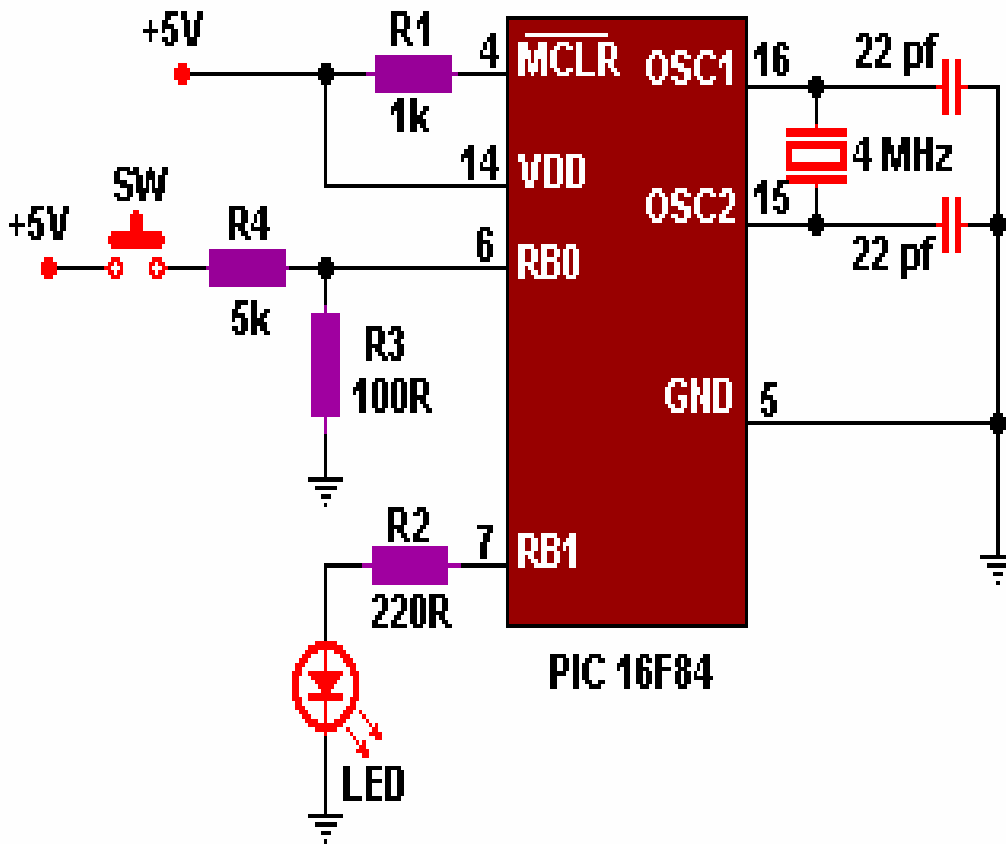 +5V
R1
1k
4
MCLR
OSC1
16
22 pf
14
VDD
4 MHz
SW
+5V
R4
5k
6
RB0
OSC2
15
22 pf
R3
100R
GND
5
R2
220R
7
RB1
PIC 16F84
LED